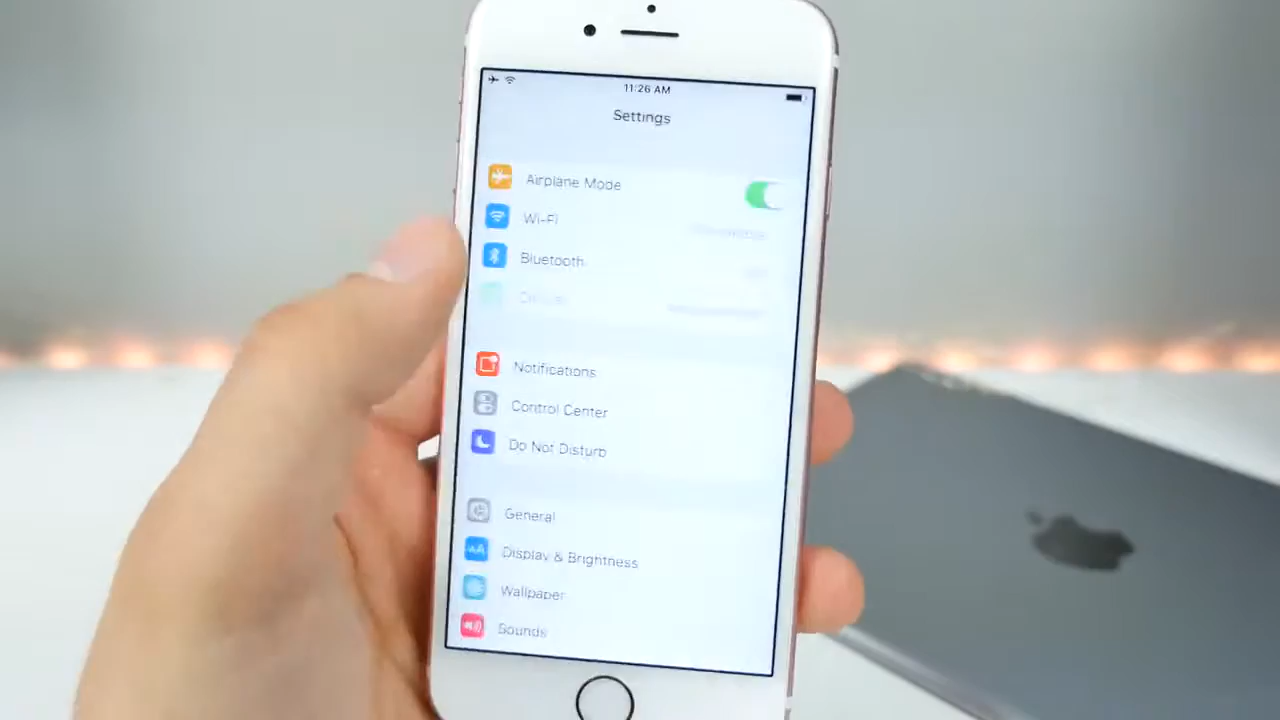 11:26 AM
Settings
Airplane Mode
Wi-Fi
Bluetooth
Notifications
Control Center
Do Not Disturb
General
AA Display & Brightness
Wallpaper
Sounds